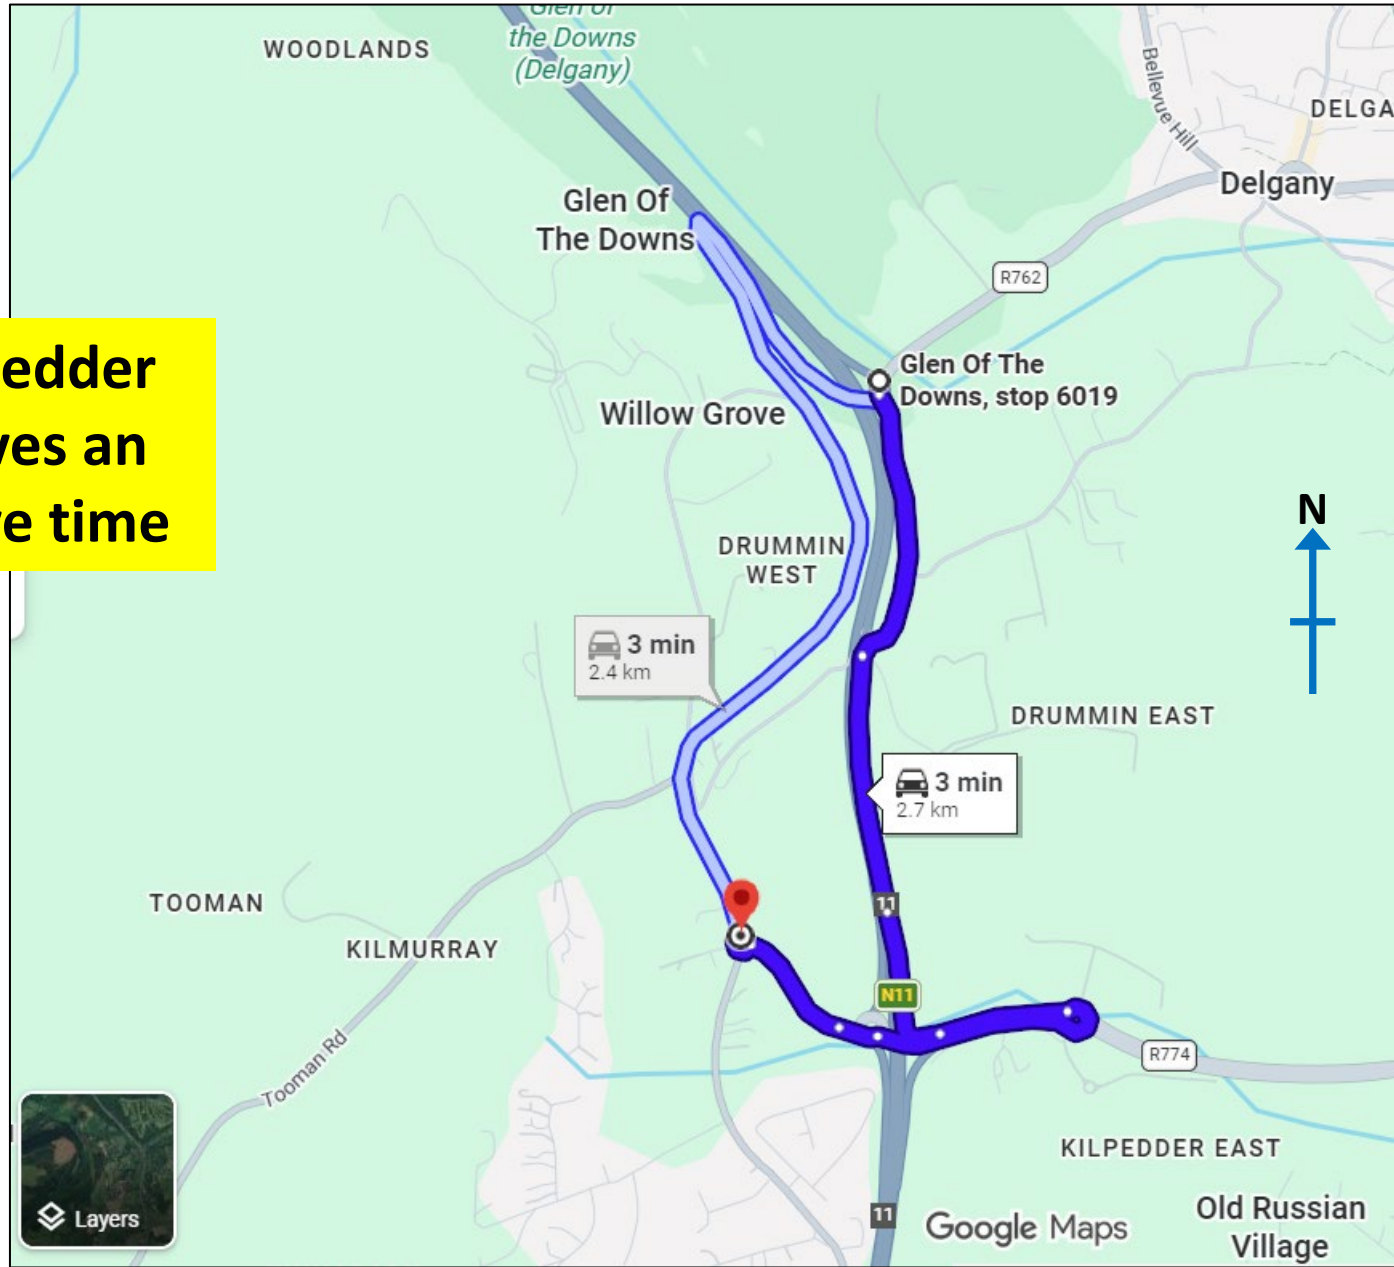 Glen of
the Downs
(Delgany)
WOODLANDS
Bellevue Hill
Delgany
Glen Of
The Downs
R762
edder
ves an
re time
Glen Of The
Downs, stop 6019
Willow Grove
N
DRUMMIN
WEST
3 min
2.4 km
DRUMMIN EAST
3 min
2.7 km
11
TOOMAN
KILMURRAY
N11
Tooman Rd
R774
KILPEDDER EAST
Layers
11
Google Maps
Old Russian
Village